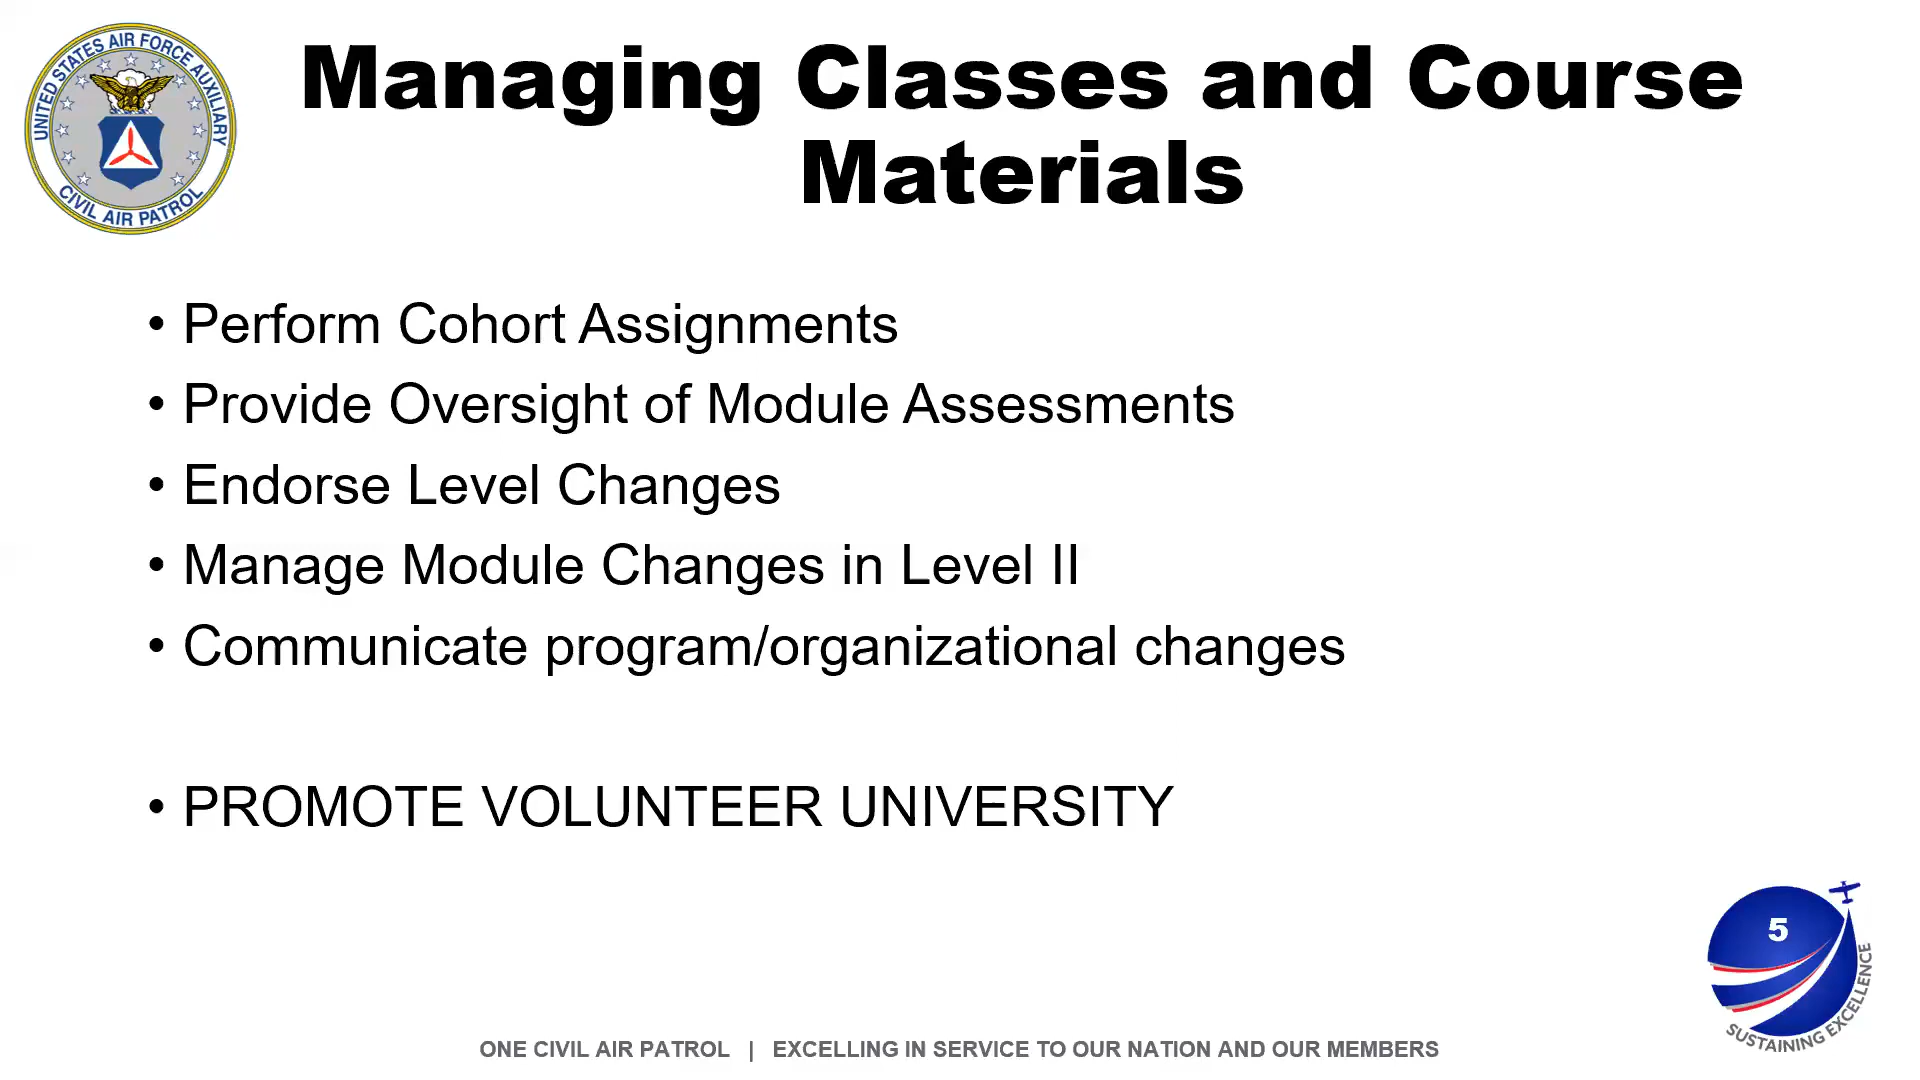 UNITED STATES AIR FORCE AUXILIARY
CIVIL AIR PATROL
Managing Classes and Course
Materials
• Perform Cohort Assignments
• Provide Oversight of Module Assessments
• Endorse Level Changes
• Manage Module Changes in Level II
• Communicate program/organizational changes
• PROMOTE VOLUNTEER UNIVERSITY
5
SUSTAINING EXCELLENCE
ONE CIVIL AIR PATROL | EXCELLING IN SERVICE TO OUR NATION AND OUR MEMBERS